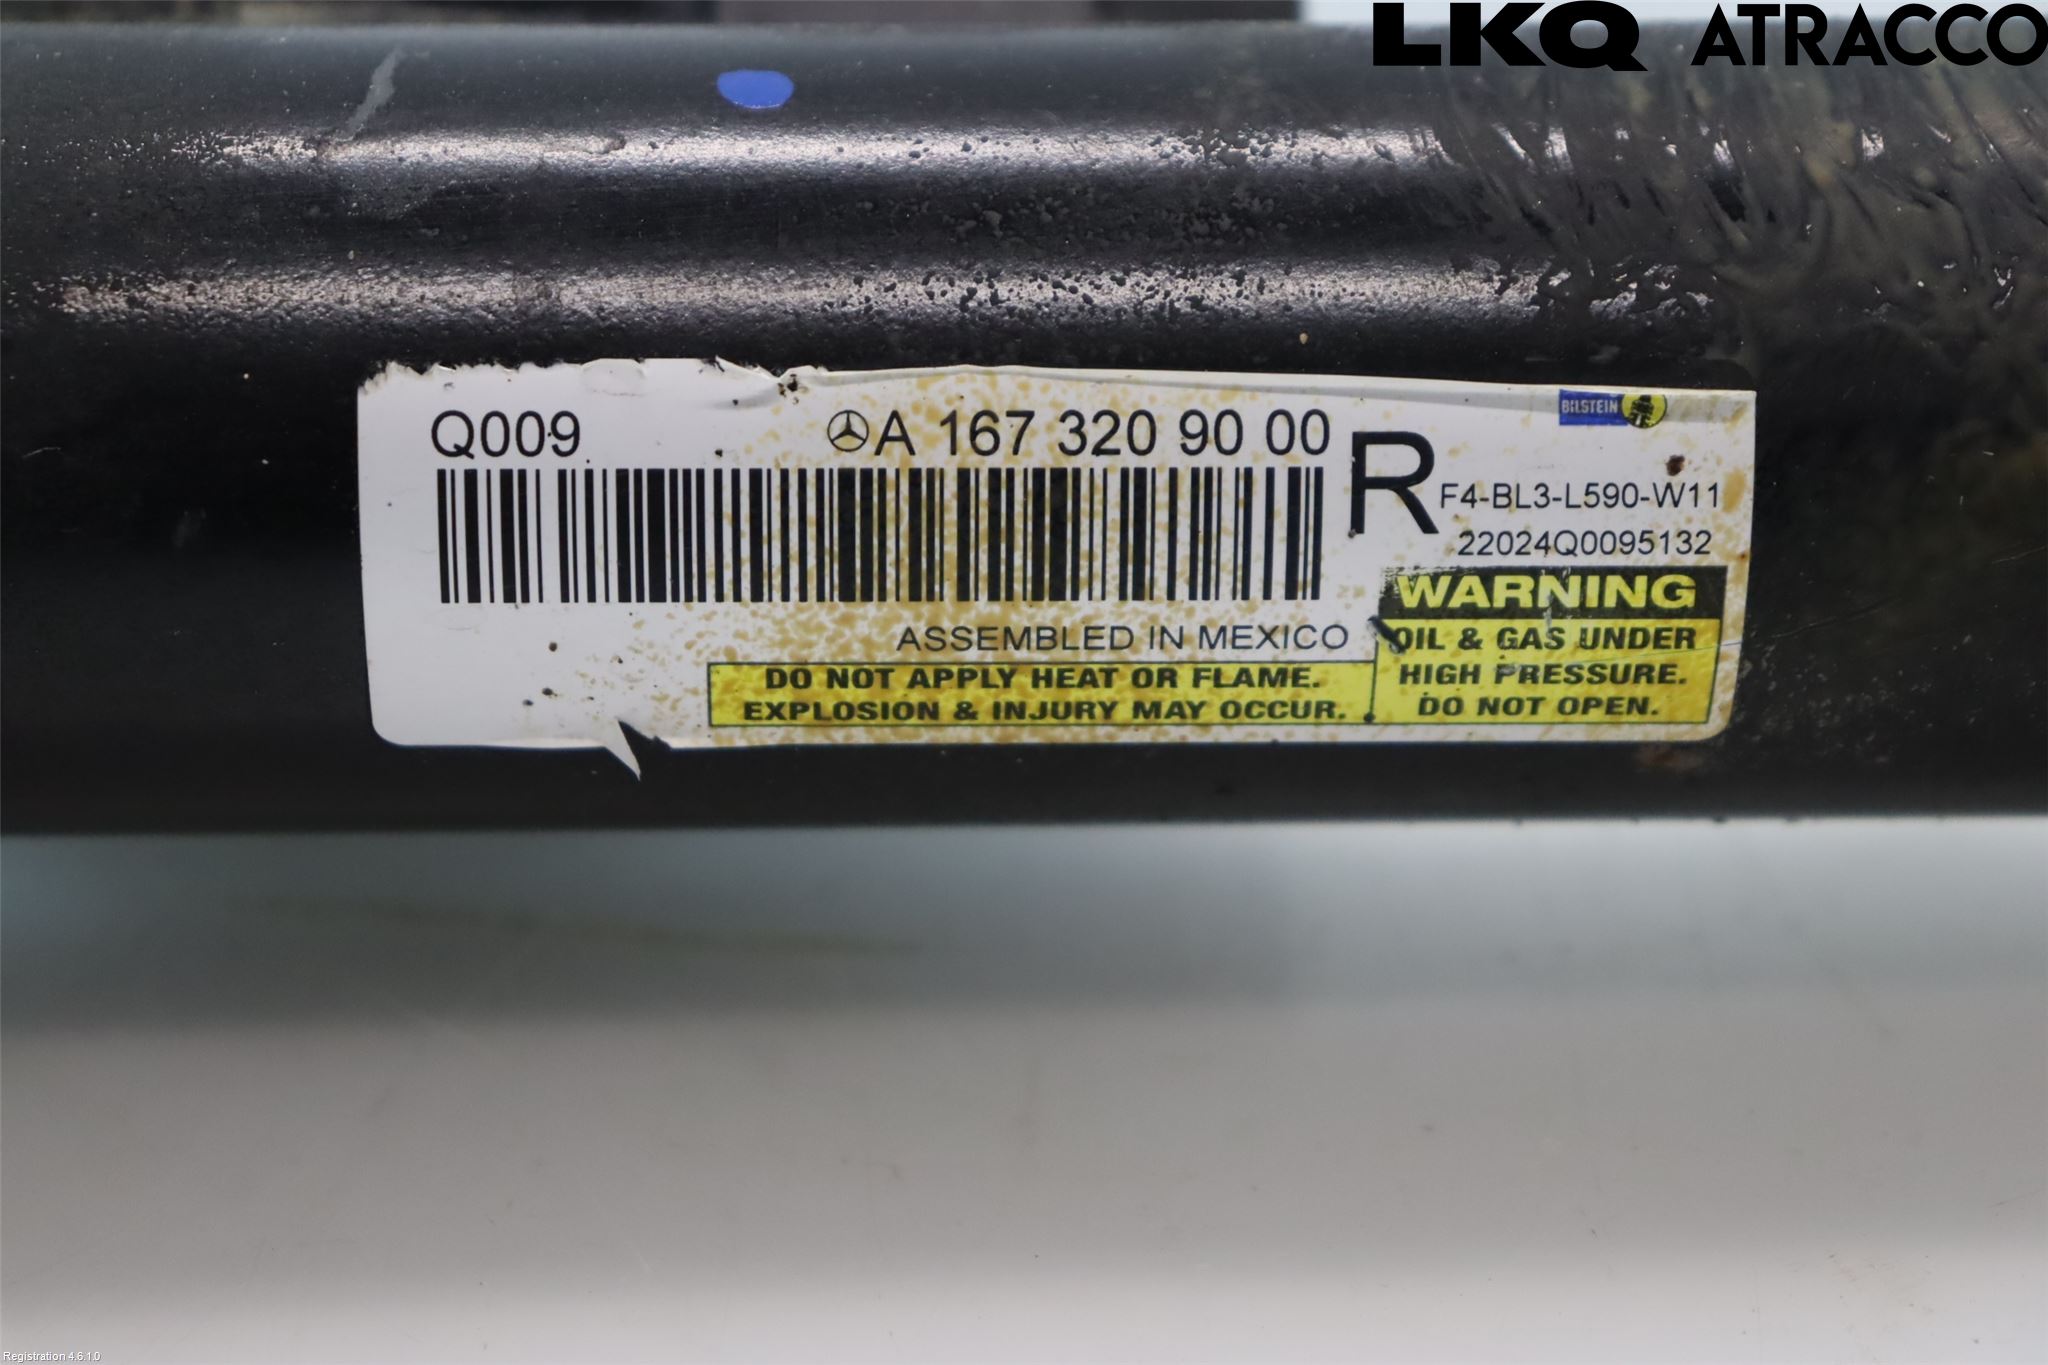 LKQ ATRACCO
BILSTEIN
Q009 A 167 320 90 00
R
F4-BL3-L590-W11
22024Q0095132
WARNING
OIL & GAS UNDER
HIGH PRESSURE.
DO NOT OPEN.
ASSEMBLED IN MEXICO
DO NOT APPLY HEAT OR FLAME.
EXPLOSION & INJURY MAY OCCUR.
Registration 4.6.1.0